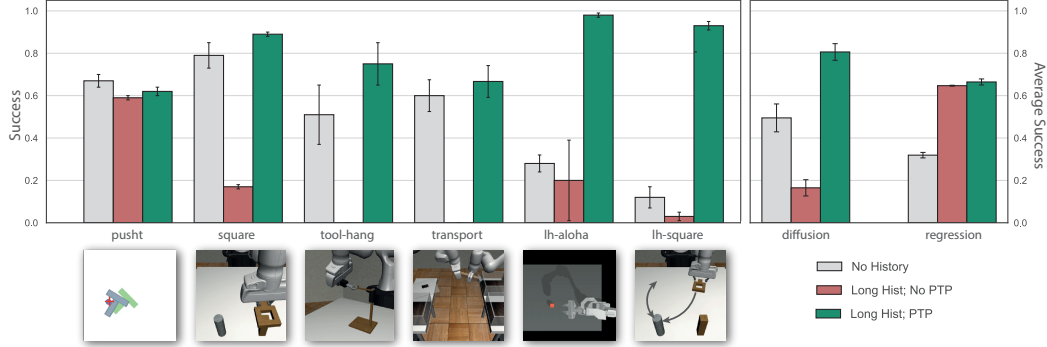 1.0
0.8
0.6
0.4
0.2
0.0
Success
pusht
square
tool-hang
transport
lh-aloha
lh-square
1.0
0.8
0.6
0.4
0.2
0.0
Average Success
diffusion
regression
No History
Long Hist; No PTP
Long Hist; PTP